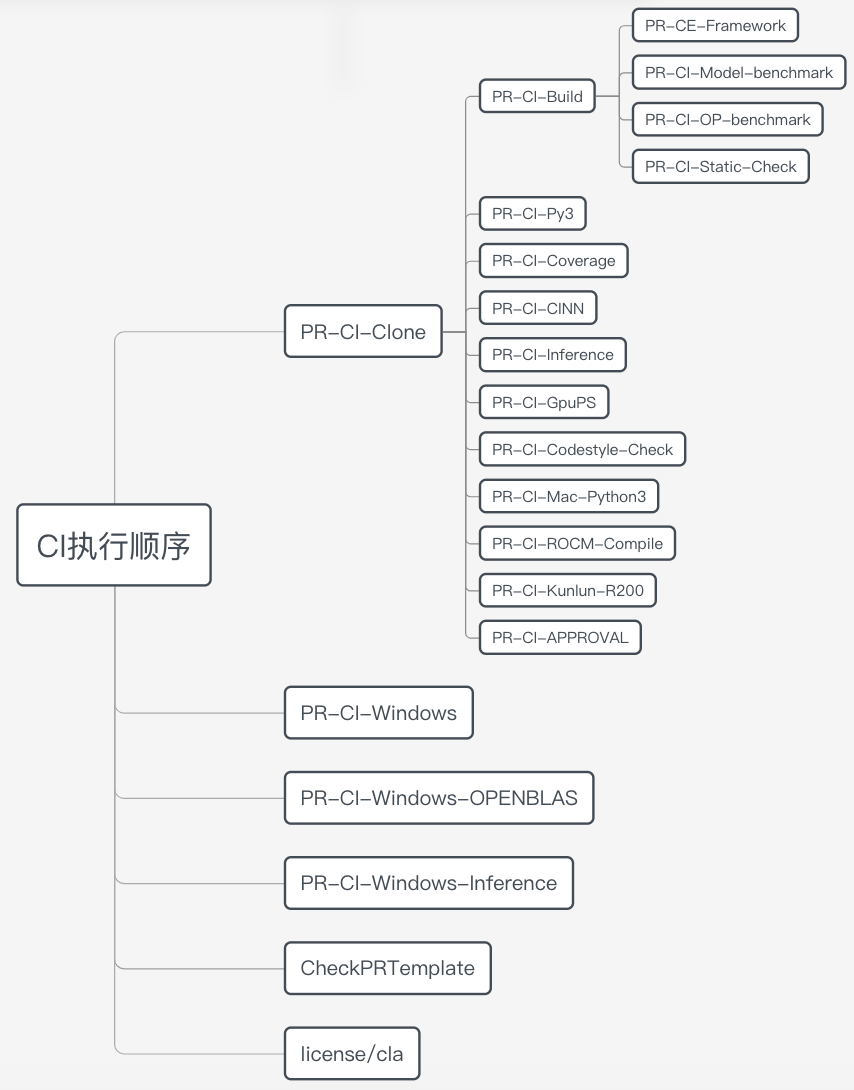 CI执行顺序
PR-CI-Clone
PR-CI-Build
PR-CE-Framework
PR-CI-Model-benchmark
PR-CI-OP-benchmark
PR-CI-Static-Check
PR-CI-Py3
PR-CI-Coverage
PR-CI-CINN
PR-CI-Inference
PR-CI-GpuPS
PR-CI-Codestyle-Check
PR-CI-Mac-Python3
PR-CI-ROCM-Compile
PR-CI-Kunlun-R200
PR-CI-APPROVAL
PR-CI-Windows
PR-CI-Windows-OPENBLAS
PR-CI-Windows-Inference
CheckPRTemplate
license/cla